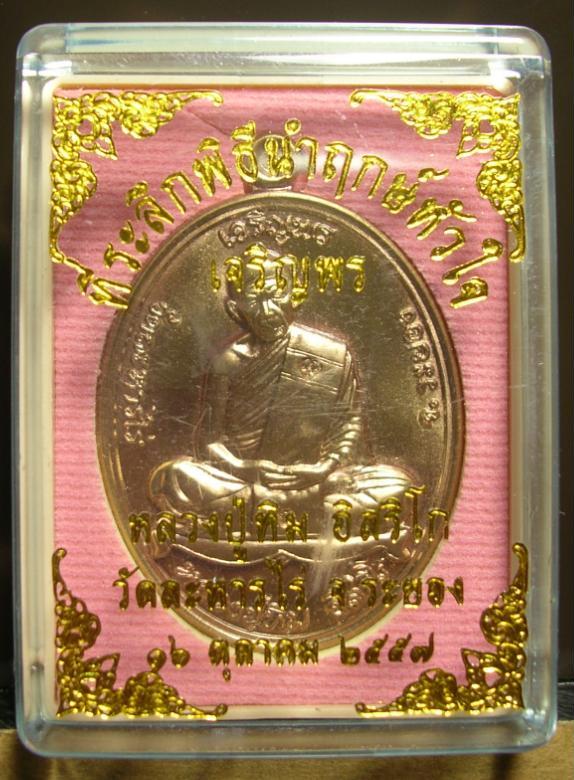 ที่ระลึกพิธีนำฤกษ์หัวใจ
เจริญพร
เจริญพร
หลวงปู่ทิม อิสริโก
วัดละหารไร่ จ.ระยอง
๑๖ ตุลาคม ๒๕๕๗